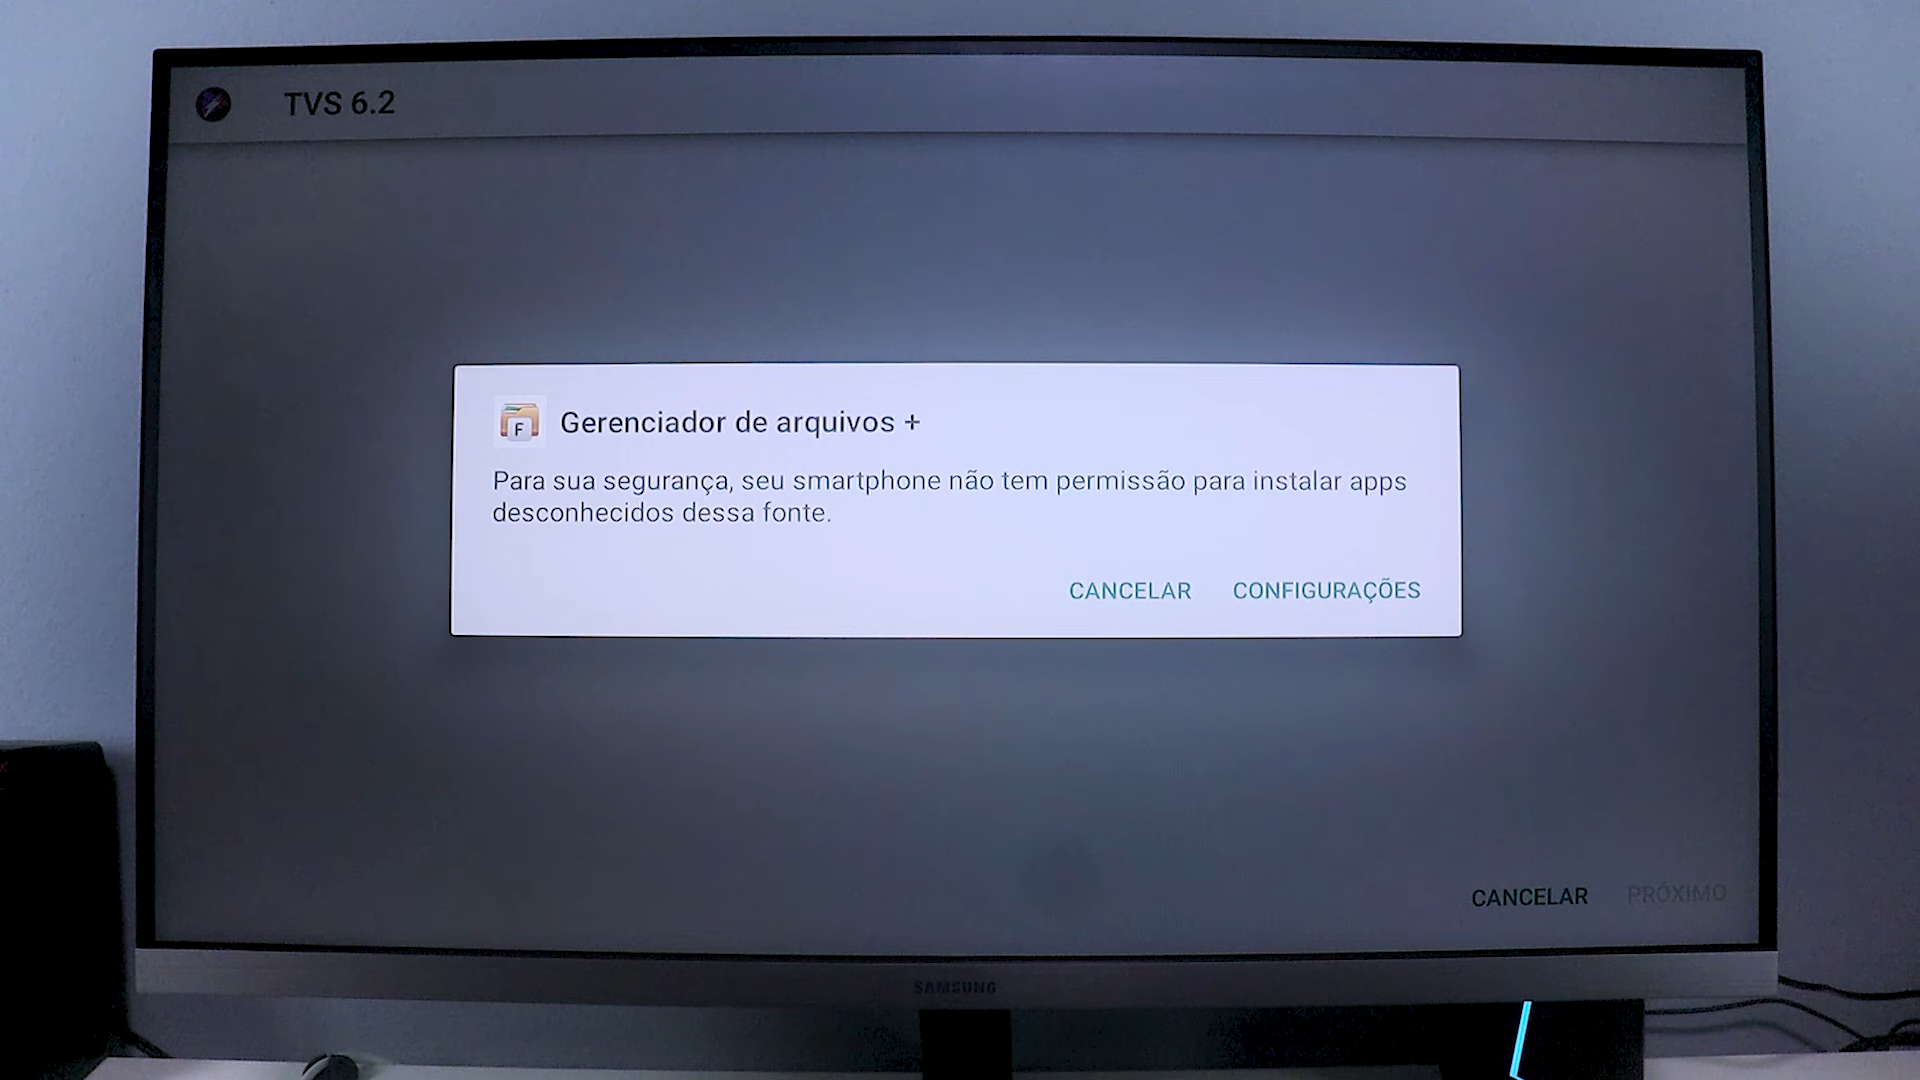 TVS 6.2
F
Gerenciador de arquivos +
Para sua segurança, seu smartphone não tem permissão para instalar apps
desconhecidos dessa fonte.
CANCELAR CONFIGURAÇÕES
CANCELAR PRÓXIMO
SAMSUNG